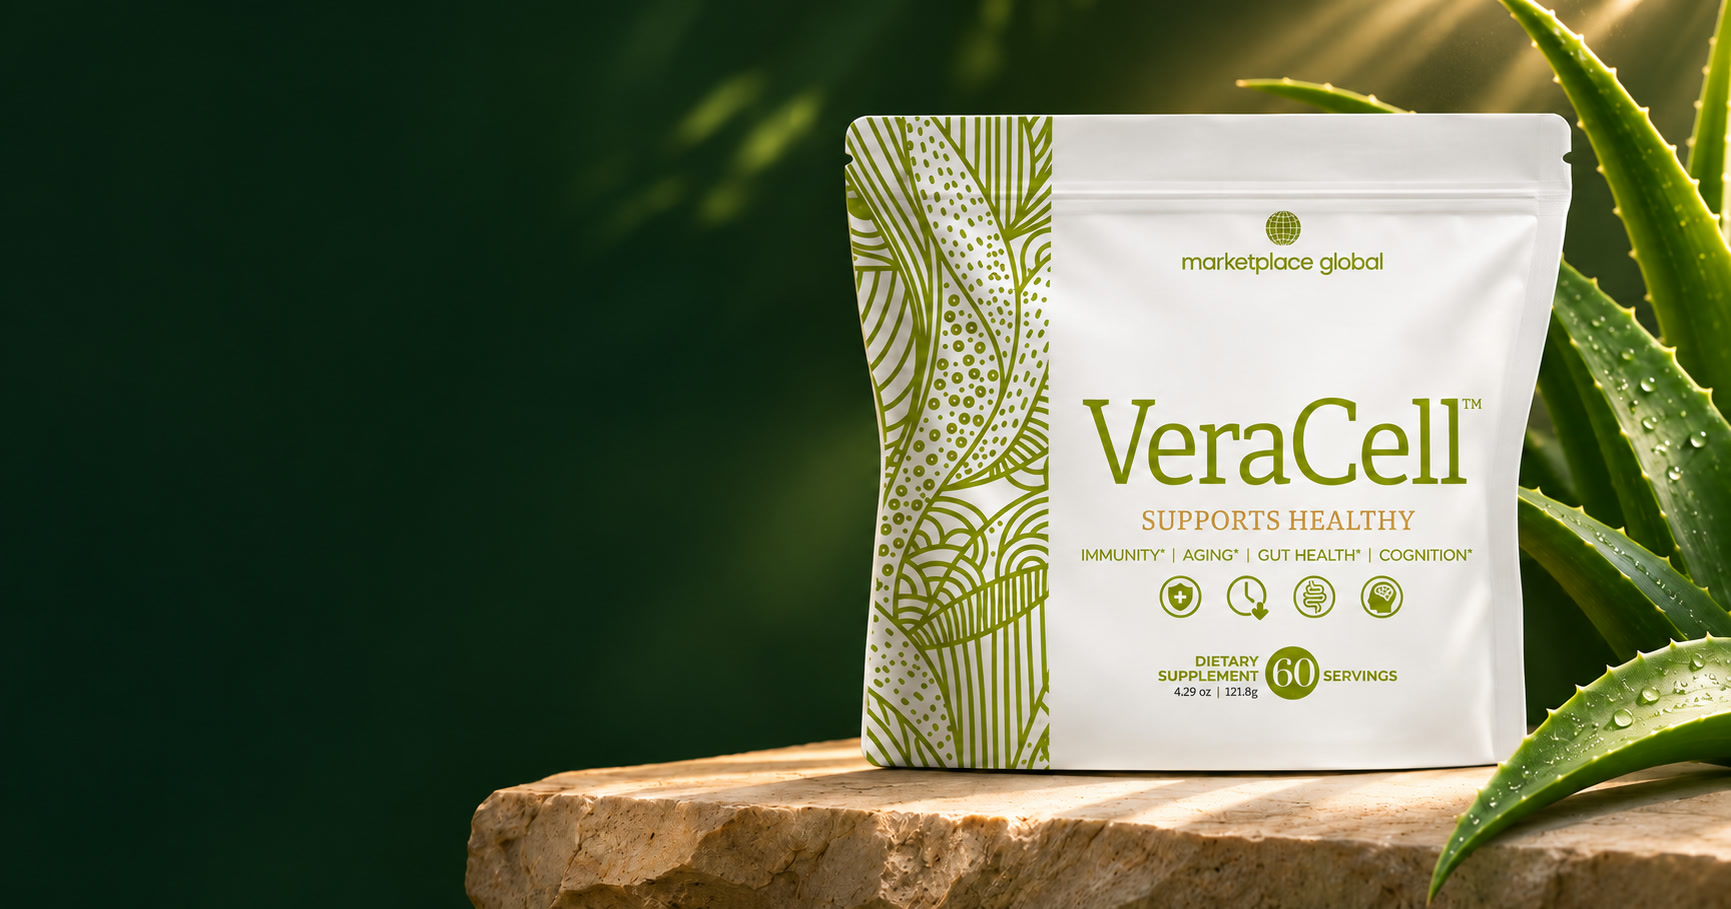 marketplace global
VeraCell™
SUPPORTS HEALTHY
IMMUNITY* | AGING* | GUT HEALTH* | COGNITION*
DIETARY
SUPPLEMENT
4.29 oz | 121.8g
60
SERVINGS